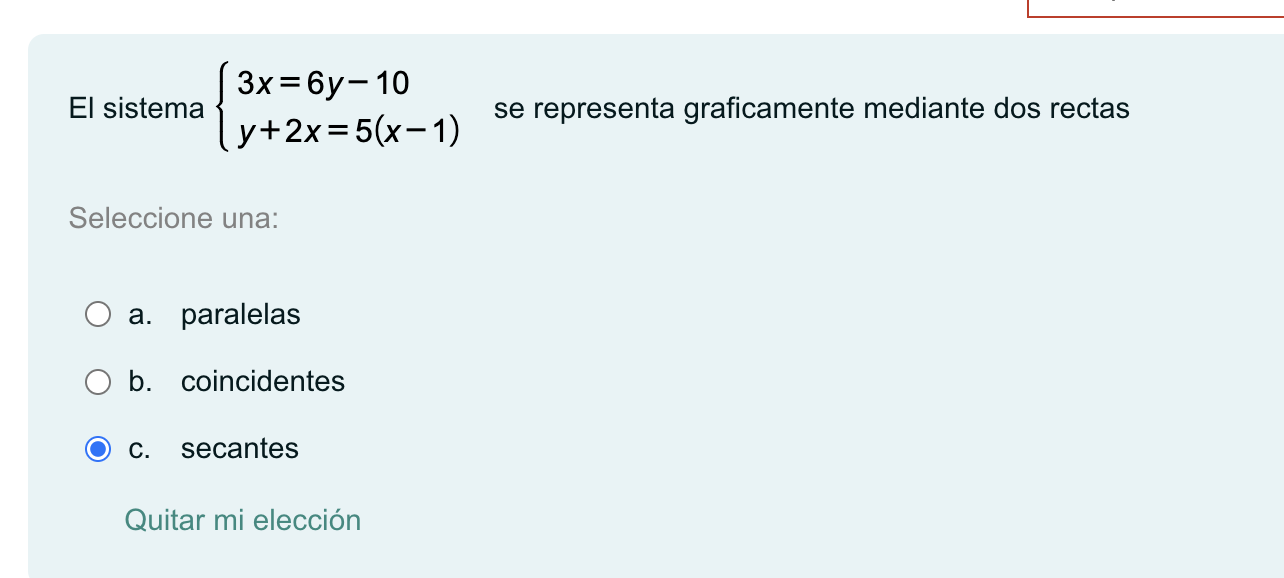 El sistema { 3x=6y−10
y+2x=5(x−1) se representa graficamente mediante dos rectas
Seleccione una:
a. paralelas
b. coincidentes
c. secantes
Quitar mi elección